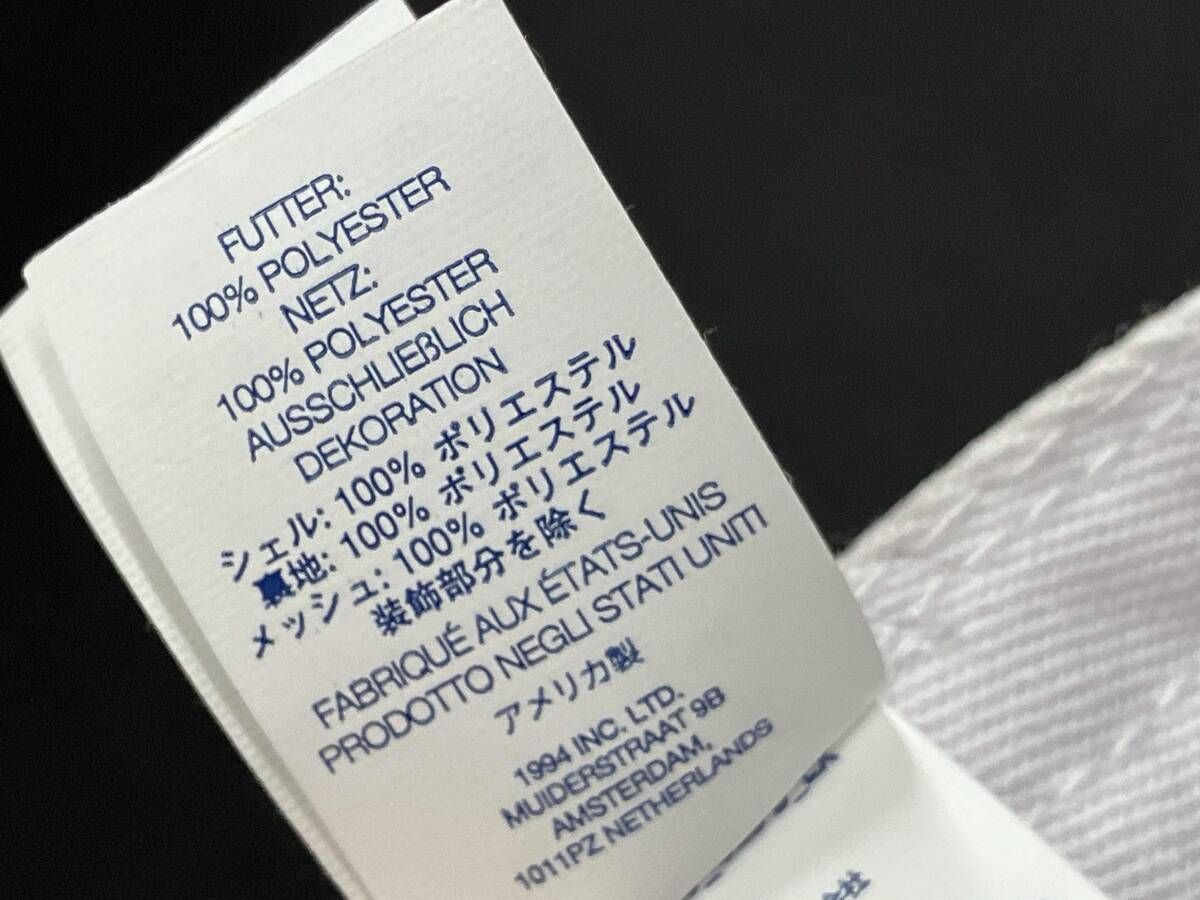 FUTTER:
100% POLYESTER
NETZ:
100% POLYESTER
AUSSCHLIEßLICH
DEKORATION
シェル: 100% ポリエステル
裏地: 100% ポリエステル
メッシュ: 100% ポリエステル
装飾部分を除く
FABRIQUÉ AUX ÉTATS-UNIS
PRODOTTO NEGLI STATI UNITI
アメリカ製
1994 INC. LTD.
MUIDERSTRAAT 9B
AMSTERDAM,
1011PZ NETHERLANDS
会社